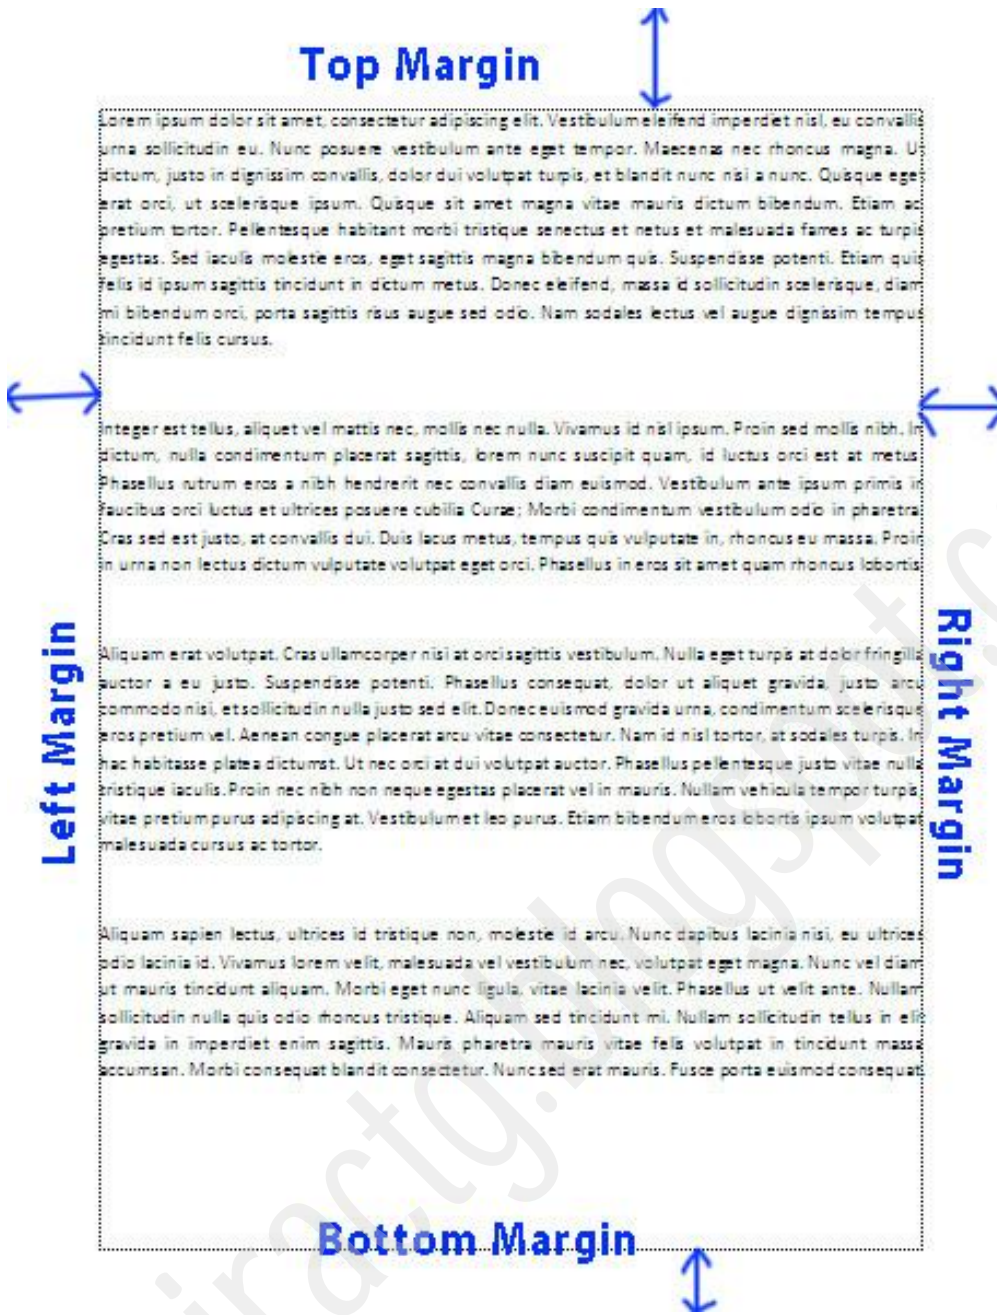 Top Margin
Lorem ipsum dolor sit amet, consectetur adipiscing elit. Vestibulum eleifend imperdiet nisl, eu convallis
urna sollicitudin eu. Nunc posuere vestibulum ante eget tempor. Maecenas nec rhoncus magna. Ut
dictum, justo in dignissim convallis, dolor dui volutpat turpis, et blandit nunc nisi a nunc. Quisque eget
erat orci, ut scelerisque ipsum. Quisque sit amet magna vitae mauris dictum bibendum. Etiam ac
pretium tortor. Pellentesque habitant morbi tristique senectus et netus et malesuada fames ac turpis
egestas. Sed iaculis molestie eros, eget sagittis magna bibendum quis. Suspendisse potenti. Etiam quis
felis id ipsum sagittis tincidunt in dictum metus. Donec eleifend, massa id sollicitudin scelerisque, diam
mi bibendum orci, porta sagittis risus augue sed odio. Nam sodales lectus vel augue dignissim tempus
tincidunt felis cursus.
Integer est tellus, aliquet vel mattis nec, mollis nec nulla. Vivamus id nisl ipsum. Proin sed mollis nibh. In
dictum, nulla condimentum placerat sagittis, lorem nunc suscipit quam, id luctus orci est at metus
Phasellus rutrum eros a nibh hendrerit nec convallis diam euismod. Vestibulum ante ipsum primis in
faucibus orci luctus et ultrices posuere cubilia Curae; Morbi condimentum vestibulum odio in pharetra
Cras sed est justo, at convallis dui. Duis lacus metus, tempus quis vulputate in, rhoncus eu massa. Proin
in urna non lectus dictum vulputate volutpat eget orci. Phasellus in eros sit amet quam rhoncus lobortis
Left Margin
Right Margin
Aliquam erat volutpat. Cras ullamcorper nisi at orci sagittis vestibulum. Nulla eget turpis at dolor fringilla
auctor a eu justo. Suspendisse potenti. Phasellus consequat, dolor ut aliquet gravida, justo arcu
commodo nisi, et sollicitudin nulla justo sed elit. Donec euismod gravida urna, condimentum scelerisque
eros pretium vel. Aenean congue placerat arcu vitae consectetur. Nam id nisl tortor, at sodales turpis. In
hac habitasse platea dictumst. Ut nec orci at dui volutpat auctor. Phasellus pellentesque justo vitae nulla
tristique iaculis. Proin nec nibh non neque egestas placerat vel in mauris. Nullam vehicula tempor turpis,
vitae pretium purus adipiscing at. Vestibulum et leo purus. Etiam bibendum eros lobortis ipsum volutpat
malesuada cursus ac tortor.
Aliquam sapien lectus, ultrices id tristique non, molestie id arcu. Nunc dapibus lacinia nisi, eu ultrices
odio lacinia id. Vivamus lorem velit, malesuada vel vestibulum nec, volutpat eget magna. Nunc vel diam
ut mauris tincidunt aliquam. Morbi eget nunc ligula, vitae lacinia velit. Phasellus ut velit ante. Nullam
sollicitudin nulla quis odio rhoncus tristique. Aliquam sed tincidunt mi. Nullam sollicitudin tellus in elit
gravida in imperdiet enim sagittis. Mauris pharetra mauris vitae felis volutpat in tincidunt massa
accumsan. Morbi consequat blandit consectetur. Nunc sed erat mauris. Fusce porta euismod consequat.
Bottom Margin